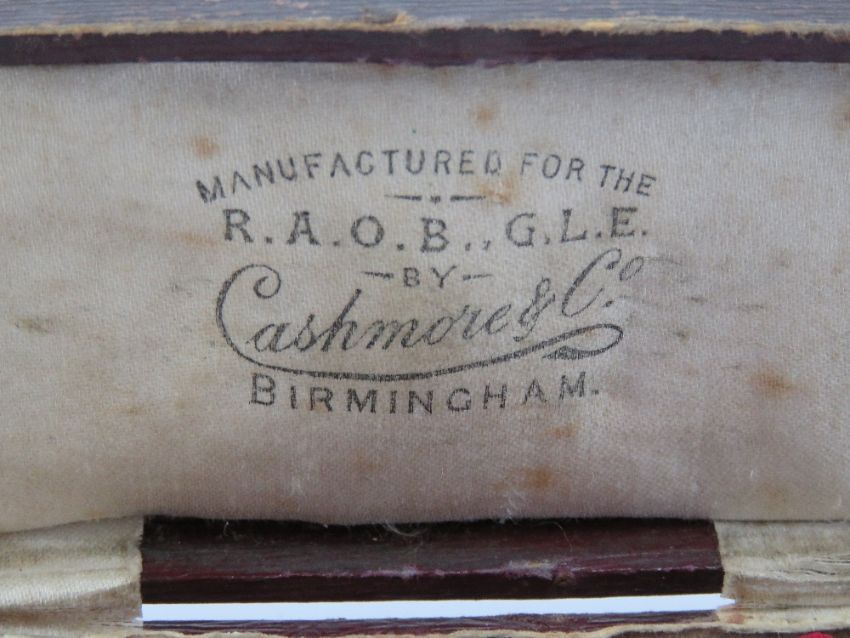 MANUFACTURED FOR THE
R.A.O.B., G.L.E.
BY
Cashmore & Co
BIRMINGHAM.